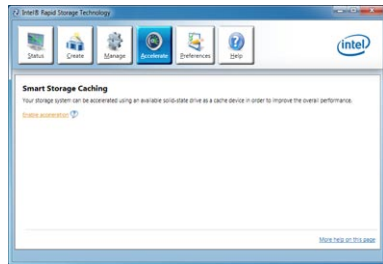 Intel® Rapid Storage Technology
Status
Create
Manage
Accelerate
Preferences
Help
intel
Smart Storage Caching
Your storage system can be accelerated using an available solid-state drive as a cache device in order to improve the overall performance.
Enable acceleration ?
More help on this page